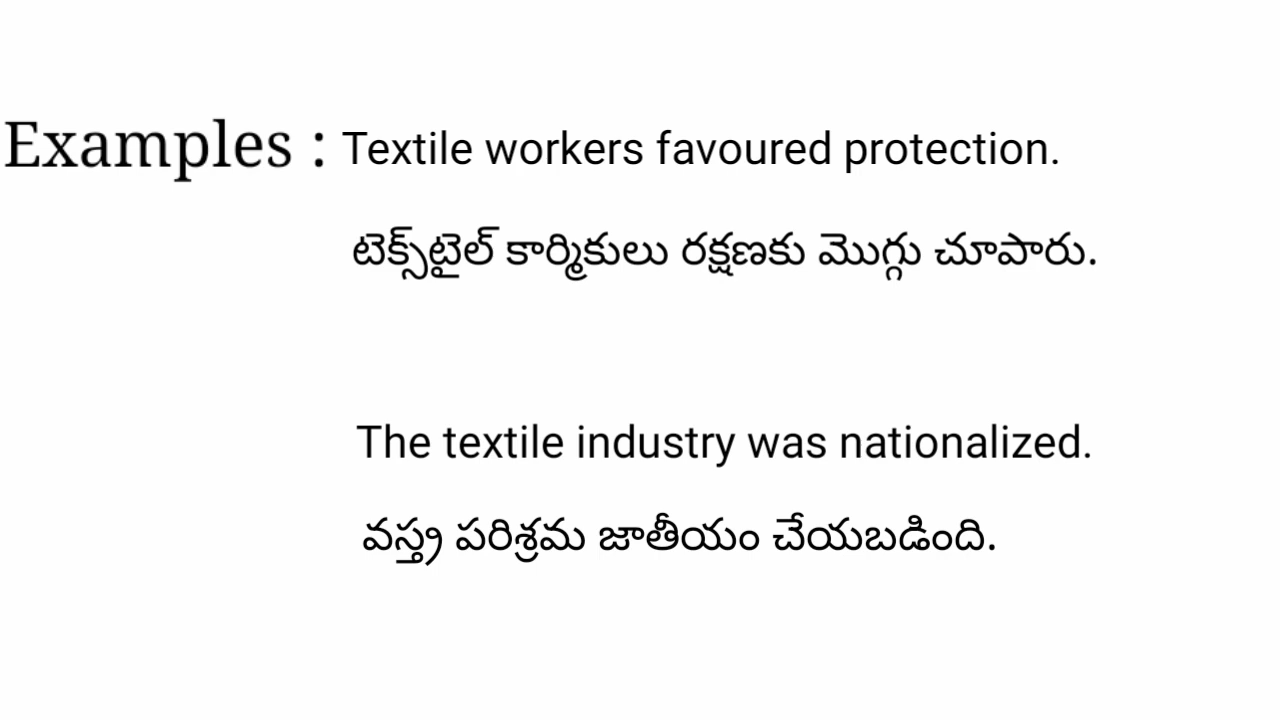 Examples : Textile workers favoured protection.
టెక్స్‌టైల్ కార్మికులు రక్షణకు మొగ్గు చూపారు.
The textile industry was nationalized.
వస్త్ర పరిశ్రమ జాతీయం చేయబడింది.